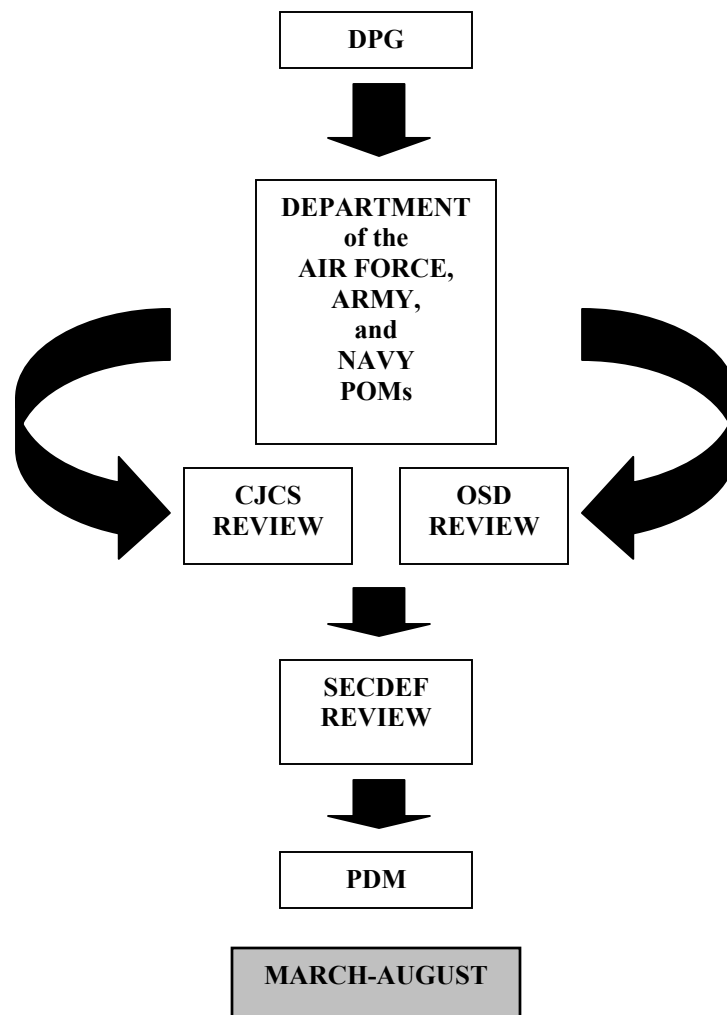 DPG
DEPARTMENT
of the
AIR FORCE,
ARMY,
and
NAVY
POMs
CJCS
REVIEW
OSD
REVIEW
SECDEF
REVIEW
PDM
MARCH-AUGUST